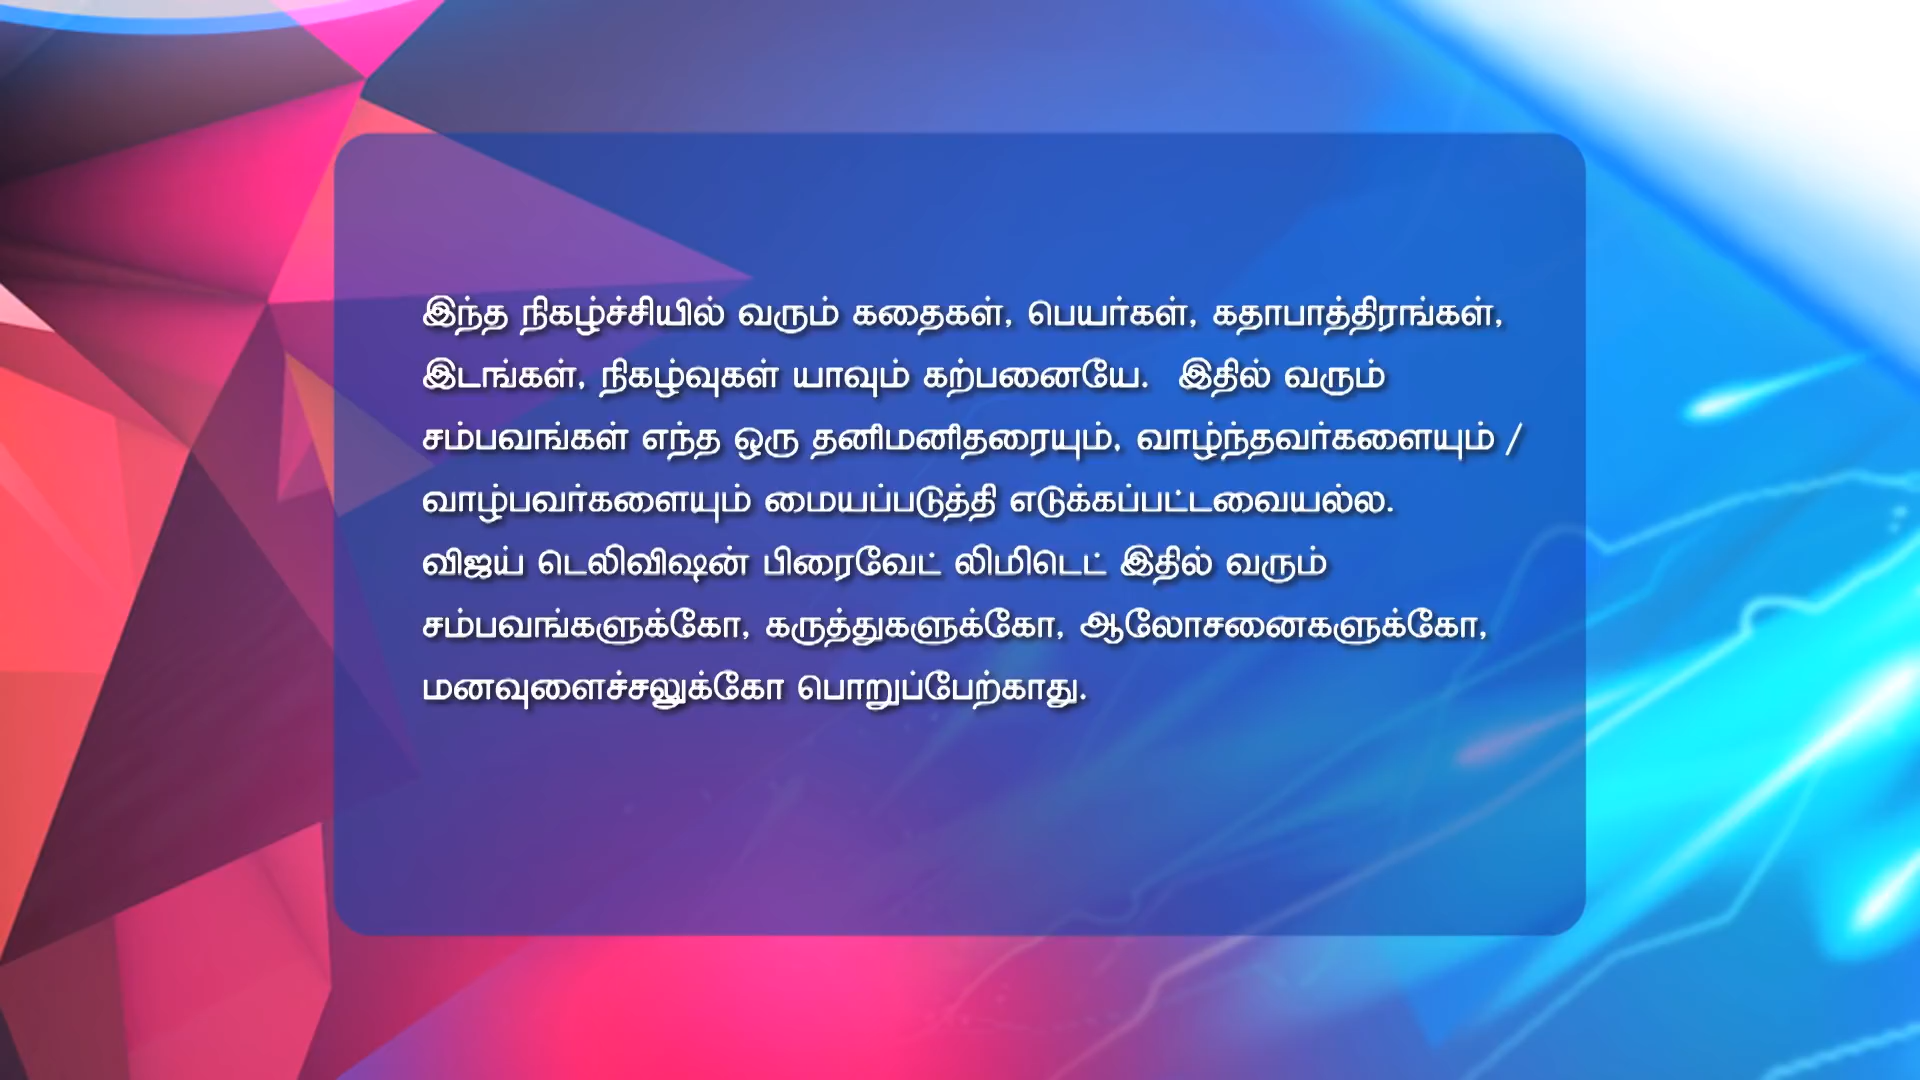 இந்த நிகழ்ச்சியில் வரும் கதைகள், பெயர்கள், கதாபாத்திரங்கள்,
இடங்கள், நிகழ்வுகள் யாவும் கற்பனையே. இதில் வரும்
சம்பவங்கள் எந்த ஒரு தனிமனிதரையும், வாழ்ந்தவர்களையும் /
வாழ்பவர்களையும் மையப்படுத்தி எடுக்கப்பட்டவையல்ல.
விஜய் டெலிவிஷன் பிரைவேட் லிமிடெட் இதில் வரும்
சம்பவங்களுக்கோ, கருத்துகளுக்கோ, ஆலோசனைகளுக்கோ,
மனவுளைச்சலுக்கோ பொறுப்பேற்காது.